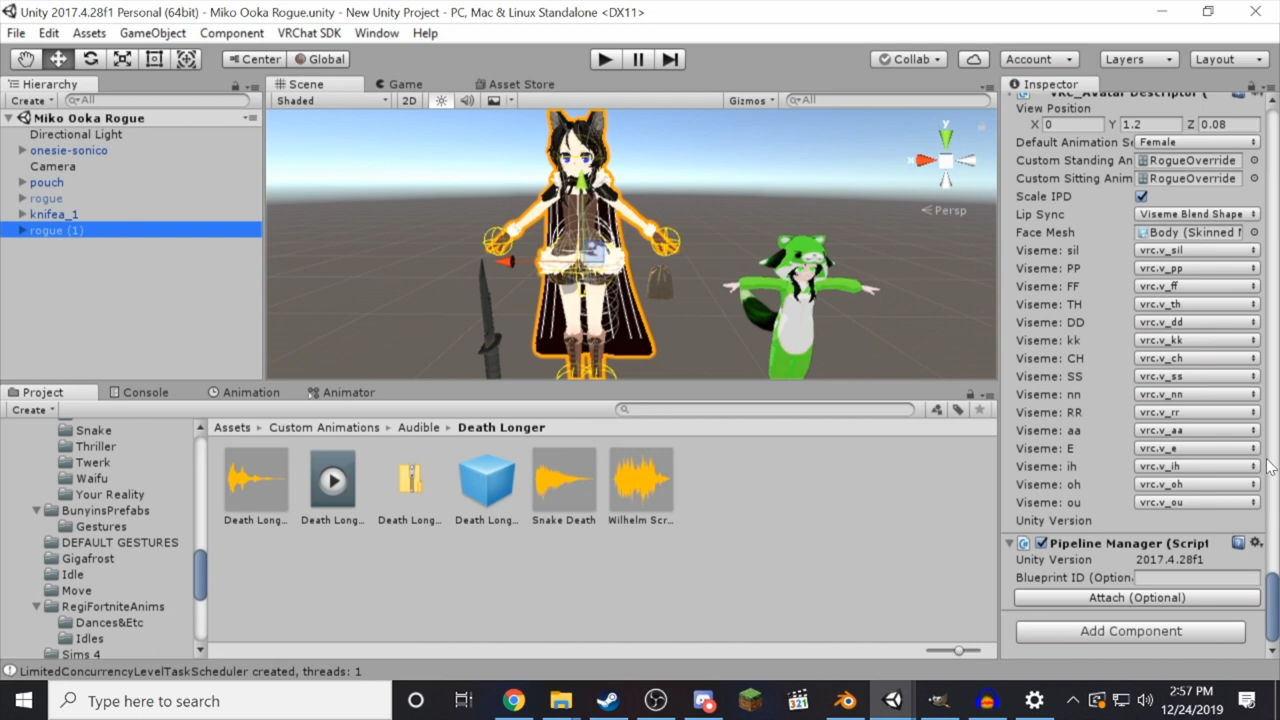 Unity 2017.4.28f1 Personal (64bit) - Miko Ooka Rogue.unity - New Unity Project - PC, Mac & Linux Standalone <DX11>
File Edit Assets GameObject Component VRChat SDK Window Help
Center Global Collab Account Layers Layout
Hierarchy
Create All
Miko Ooka Rogue
Directional Light
onesie-sonico
Camera
pouch
rogue
knifea_1
rogue (1)
Scene Game Asset Store
Shaded 2D Gizmos All
y
x
Persp
Inspector
VRC_Avatar Descriptor (
View Position
X 0 Y 1.2 Z 0.08
Default Animation Se Female
Custom Standing An RogueOverride
Custom Sitting Anim RogueOverride
Scale IPD
Lip Sync Viseme Blend Shape
Face Mesh Body (Skinned M
Viseme: sil vrc.v_sil
Viseme: PP vrc.v_pp
Viseme: FF vrc.v_ff
Viseme: TH vrc.v_th
Viseme: DD vrc.v_dd
Viseme: kk vrc.v_kk
Viseme: CH vrc.v_ch
Viseme: SS vrc.v_ss
Viseme: nn vrc.v_nn
Viseme: RR vrc.v_rr
Viseme: aa vrc.v_aa
Viseme: E vrc.v_e
Viseme: ih vrc.v_ih
Viseme: oh vrc.v_oh
Viseme: ou vrc.v_ou
Unity Version
Pipeline Manager (Script
Unity Version 2017.4.28f1
Blueprint ID (Option
Attach (Optional)
Add Component
Project Console Animation Animator
Create
Snake
Thriller
Twerk
Waifu
Your Reality
BunyinsPrefabs
Gestures
DEFAULT GESTURES
Gigafrost
Idle
Move
RegiFortniteAnims
Dances&Etc
Idles
Sims 4
Assets Custom Animations Audible Death Longer
Death Long... Death Long... Death Long... Death Long... Snake Death Wilhelm Scr...
LimitedConcurrencyLevelTaskScheduler created, threads: 1
Type here to search
321
2:57 PM
12/24/2019